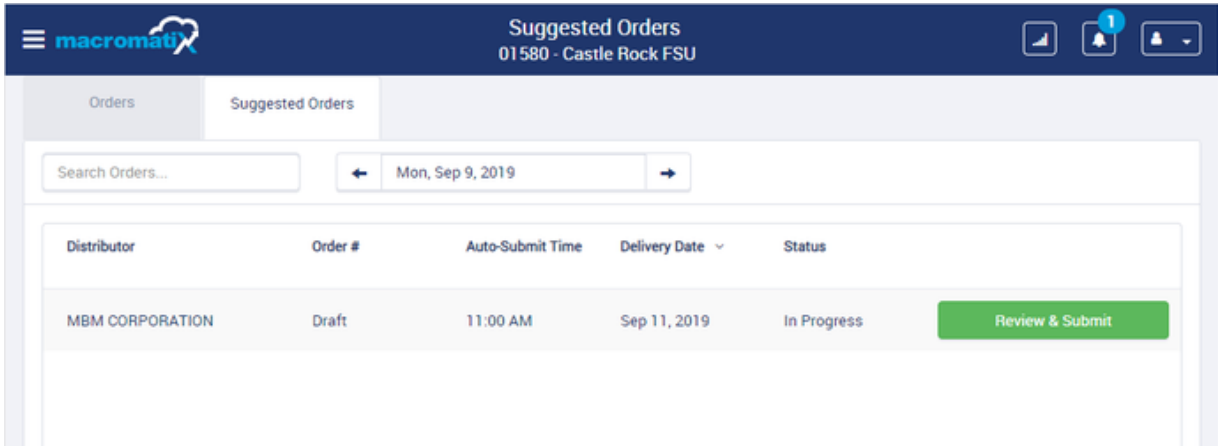 macromatix
Suggested Orders
01580 - Castle Rock FSU
1
Orders
Suggested Orders
Search Orders...
Mon, Sep 9, 2019
Distributor Order # Auto-Submit Time Delivery Date Status
MBM CORPORATION Draft 11:00 AM Sep 11, 2019 In Progress Review & Submit